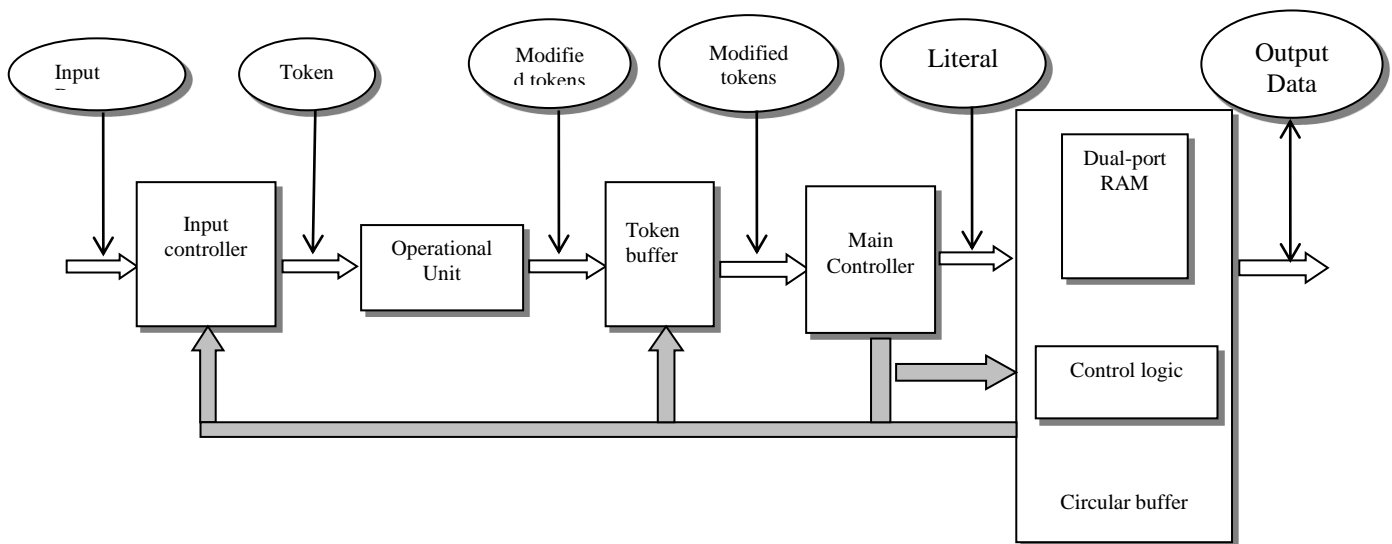 Input
Token
Modifie
d tokens
Modified
tokens
Literal
Output
Data
Input
controller
Operational
Unit
Token
buffer
Main
Controller
Dual-port
RAM
Control logic
Circular buffer